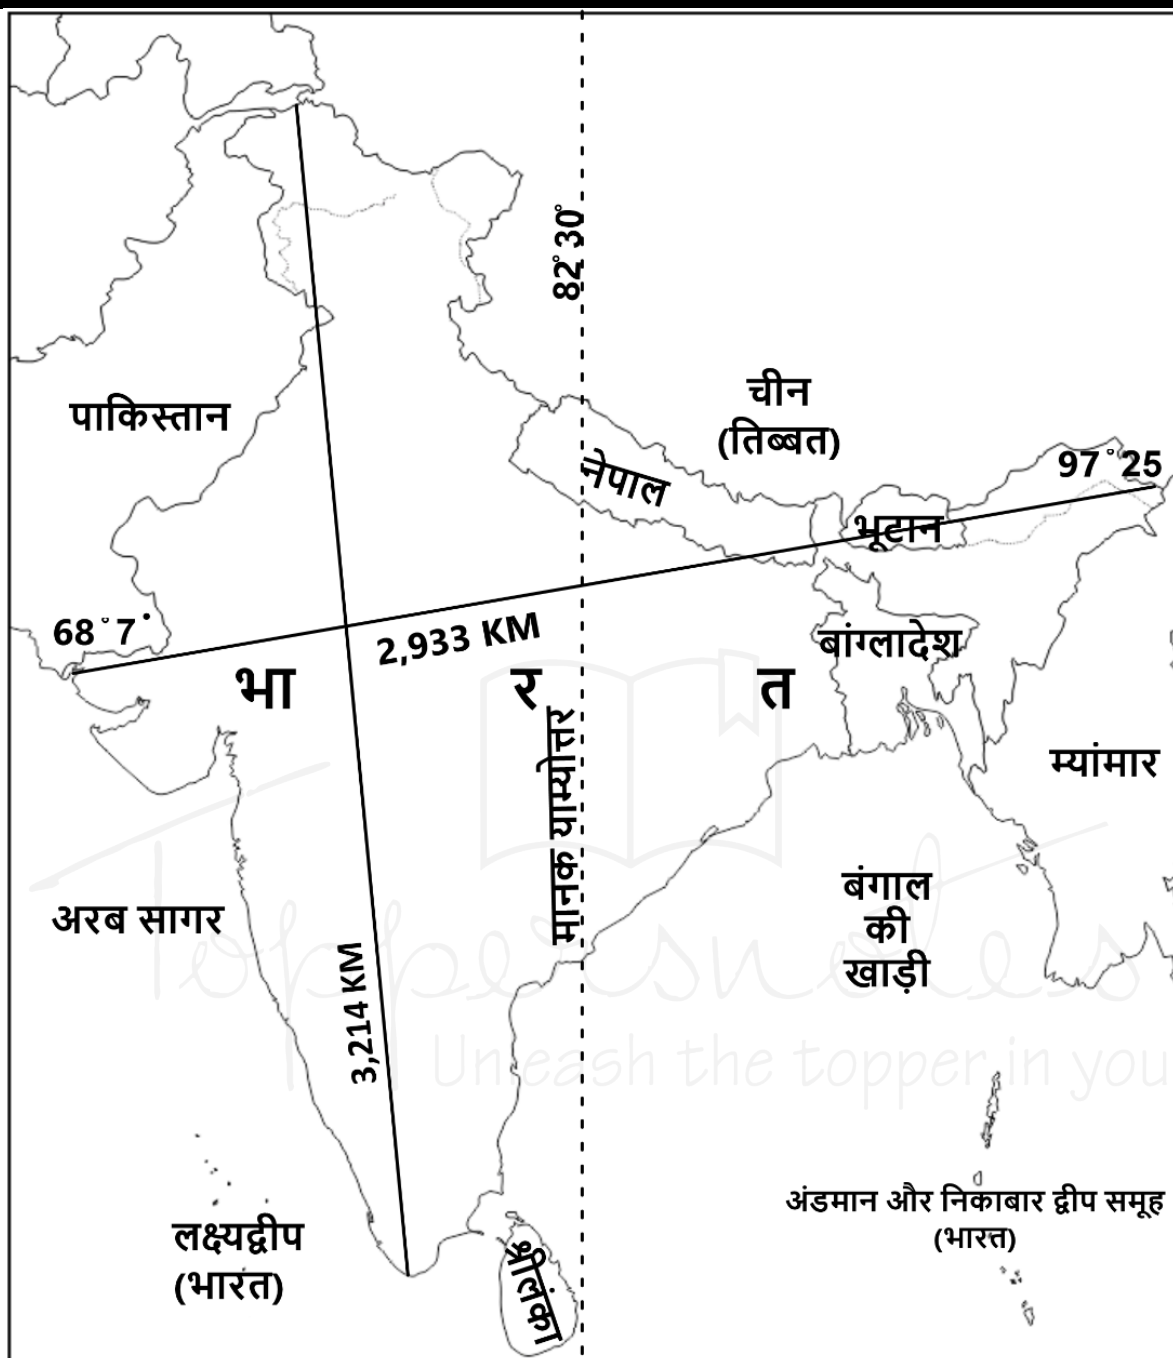 82°30°
चीन
(तिब्बत)
पाकिस्तान
नेपाल
97°25
भूटान
68°7'
2,933 KM
बांग्लादेश
भा र त
मानक याम्योत्तर
म्यांमार
अरब सागर
बंगाल
की
खाड़ी
3,214 KM
Toppersnotes
Unleash the topper in you
अंडमान और निकाबार द्वीप समूह
(भारत)
लक्ष्यद्वीप
(भारत)
श्रीलंका